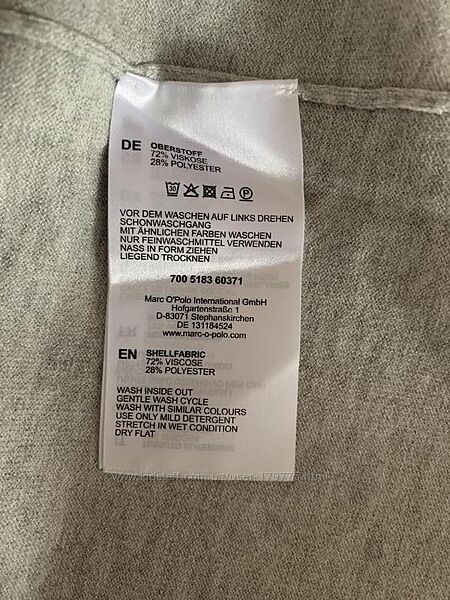 DE OBERSTOFF
72% VISKOSE
28% POLYESTER
30
P
VOR DEM WASCHEN AUF LINKS DREHEN
SCHONWASCHGANG
MIT ÄHNLICHEN FARBEN WASCHEN
NUR FEINWASCHMITTEL VERWENDEN
NASS IN FORM ZIEHEN
LIEGEND TROCKNEN
700 5183 60371
Marc O'Polo International GmbH
Hofgartenstraße 1
D-83071 Stephanskirchen
DE 131184524
www.marc-o-polo.com
EN SHELLFABRIC
72% VISCOSE
28% POLYESTER
WASH INSIDE OUT
GENTLE WASH CYCLE
WASH WITH SIMILAR COLOURS
USE ONLY MILD DETERGENT
STRETCH IN WET CONDITION
DRY FLAT